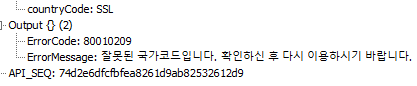 countryCode: SSL
Output {} (2)
ErrorCode: 80010209
ErrorMessage: 잘못된 국가코드입니다. 확인하신 후 다시 이용하시기 바랍니다.
API_SEQ: 74d2e6dfcfbfea8261d9ab82532612d9